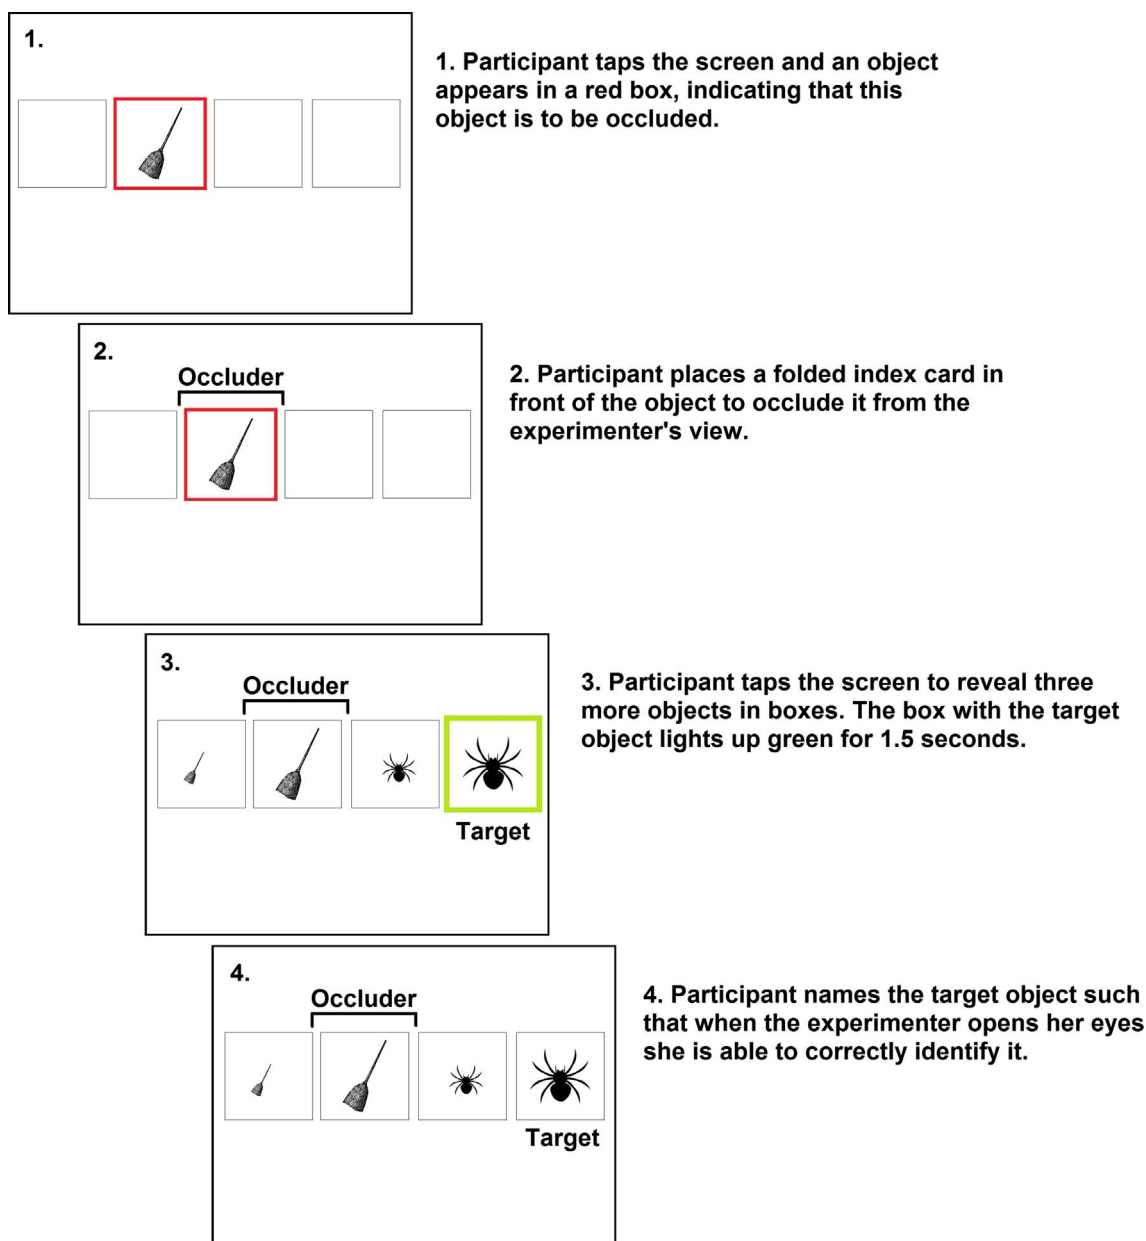 1.
1. Participant taps the screen and an object
appears in a red box, indicating that this
object is to be occluded.
2.
Occluder
2. Participant places a folded index card in
front of the object to occlude it from the
experimenter's view.
3.
Occluder
Target
3. Participant taps the screen to reveal three
more objects in boxes. The box with the target
object lights up green for 1.5 seconds.
4.
Occluder
Target
4. Participant names the target object such
that when the experimenter opens her eyes
she is able to correctly identify it.